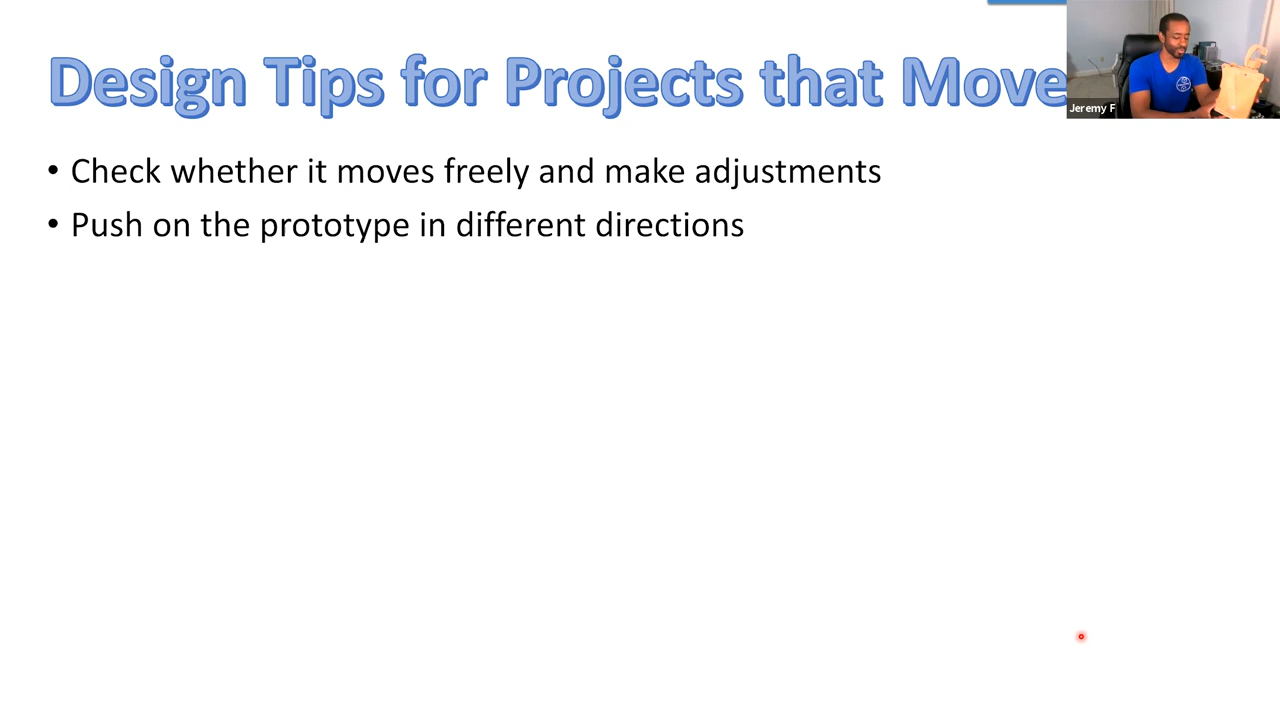 Design Tips for Projects that Move
Jeremy F
• Check whether it moves freely and make adjustments
• Push on the prototype in different directions